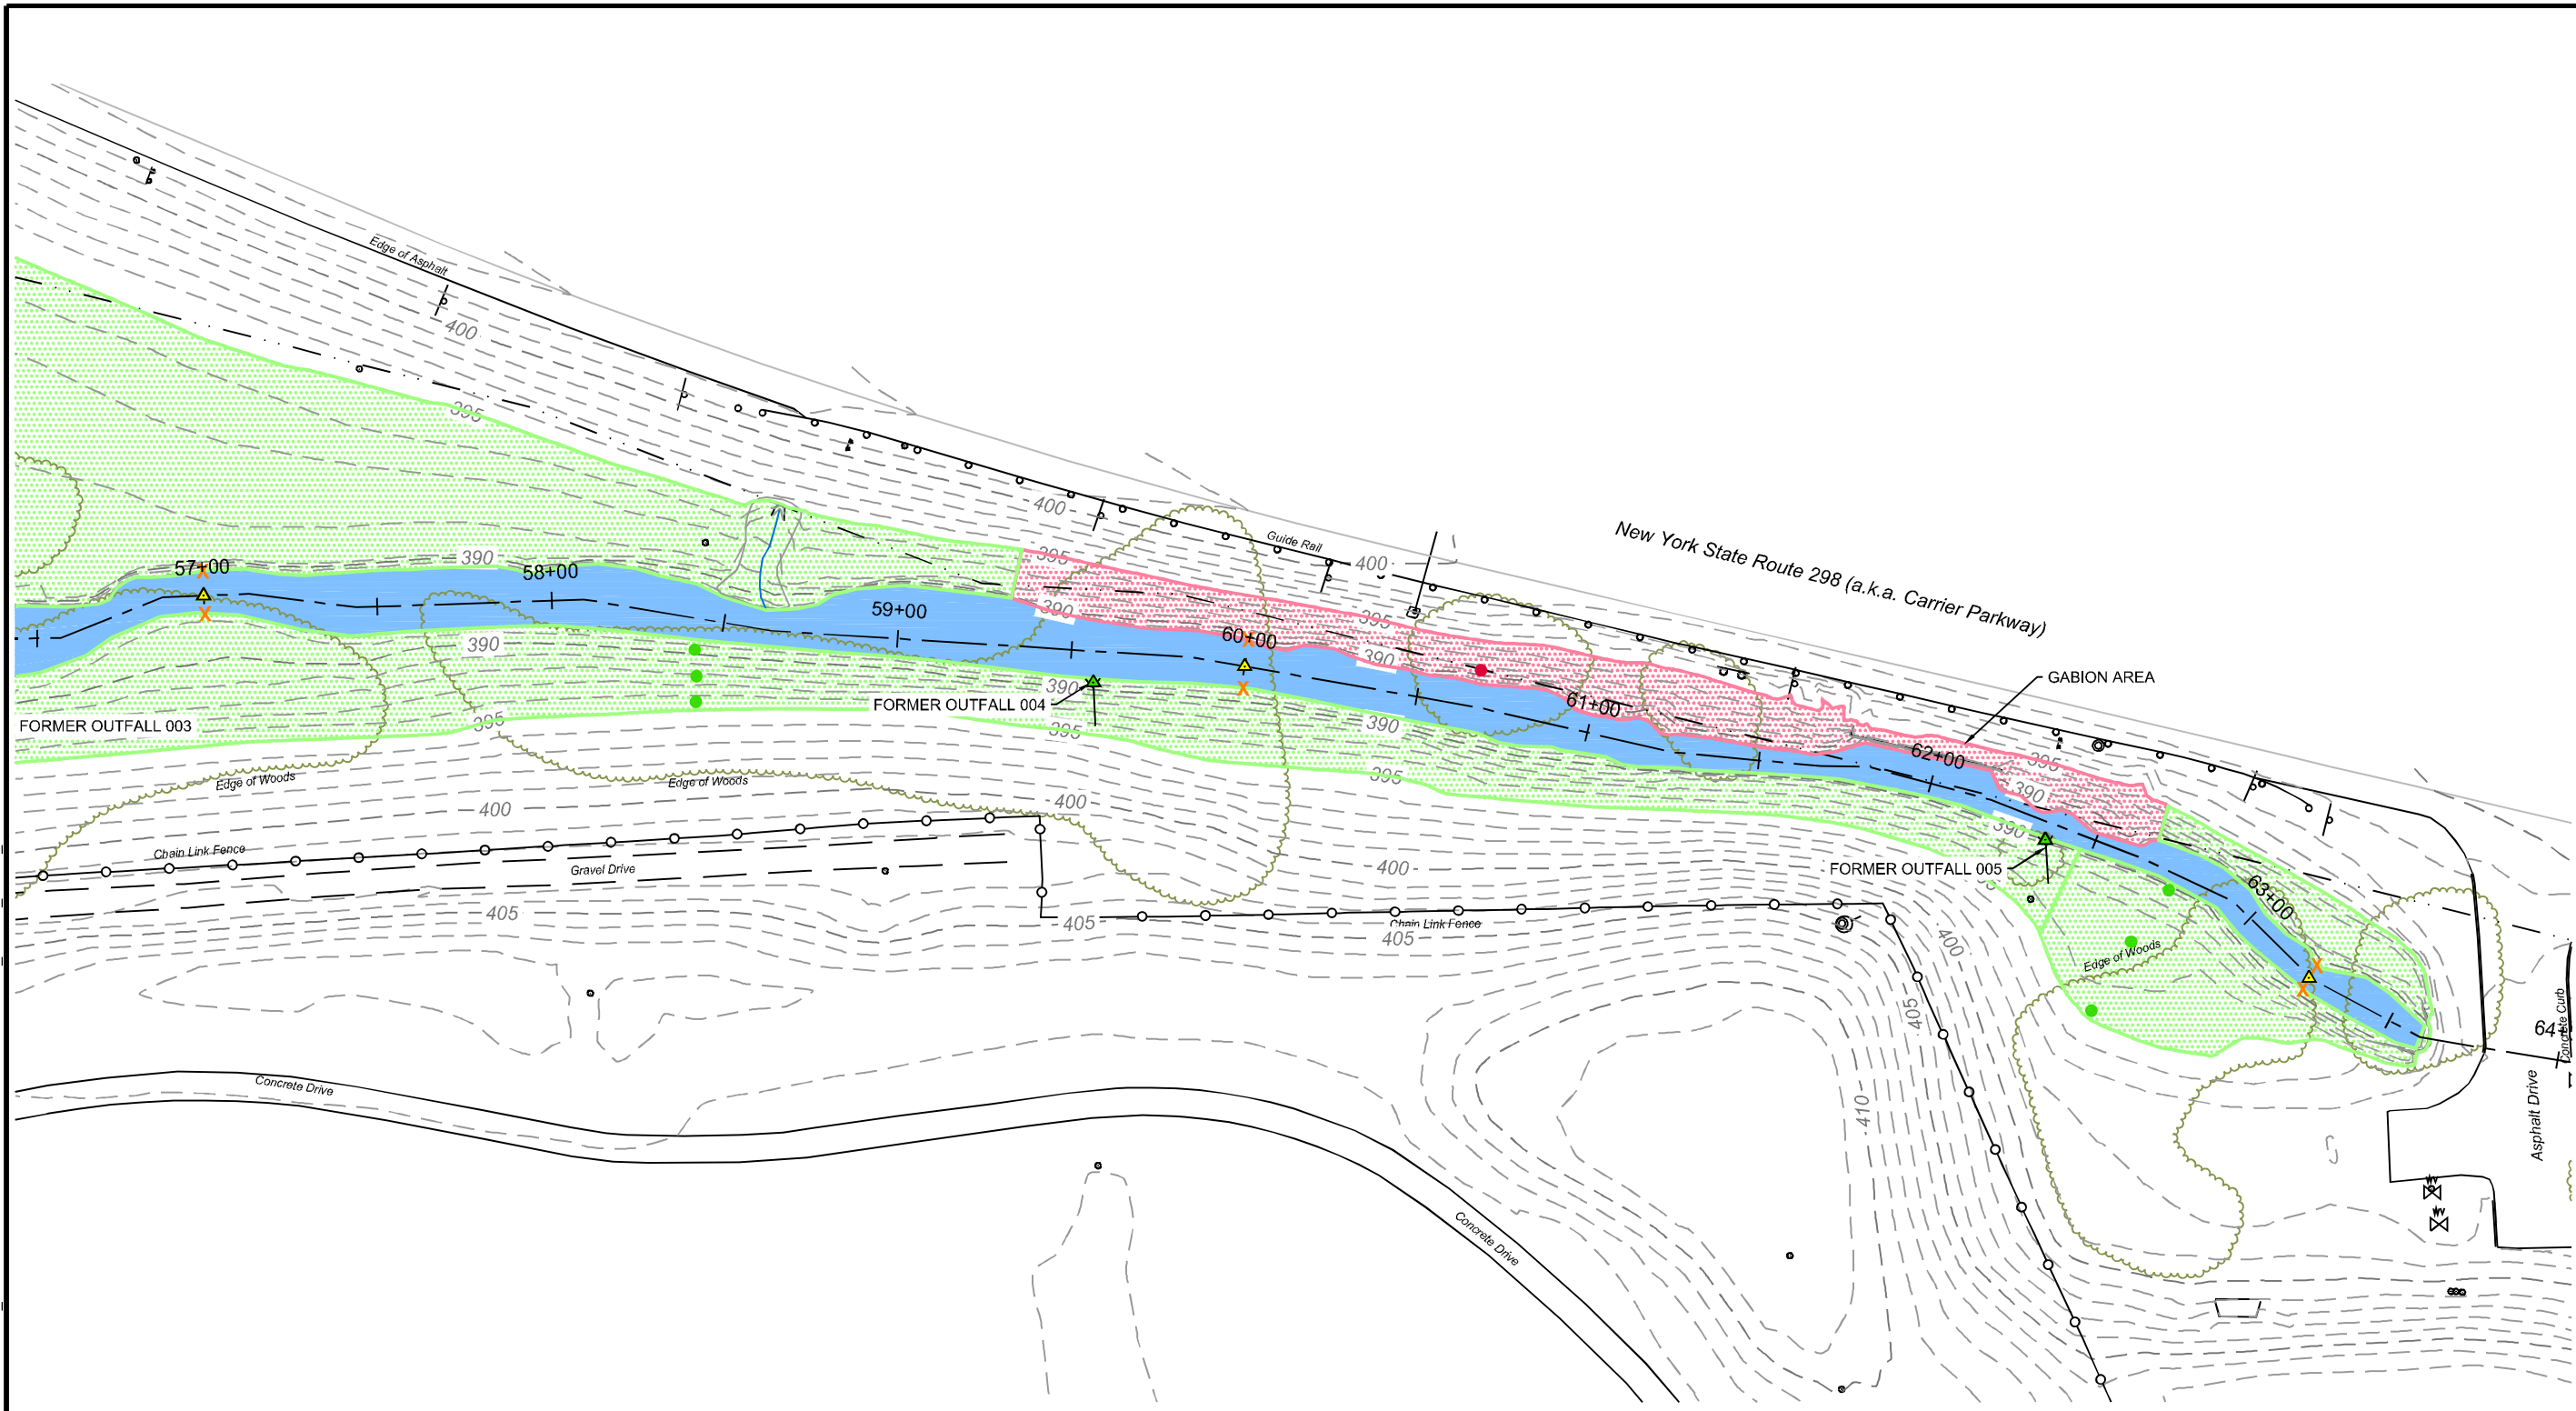 Edge of Asphalt
400
395
400
Guide Rail
400
New York State Route 298 (a.k.a. Carrier Parkway)
395
57+00
390
58+00
59+00
390
395
60+00
390
GABION AREA
390
390
FORMER OUTFALL 004
61+00
FORMER OUTFALL 003
395
395
390
62+00
395
395
390
Edge of Woods
Edge of Woods
400
400
390
Chain Link Fence
Gravel Drive
400
FORMER OUTFALL 005
63+00
405
405
Chain Link Fence
405
400
Edge of Woods
405
Concrete Curb
64+
Concrete Drive
410
Asphalt Drive
WV
WV
Concrete Drive